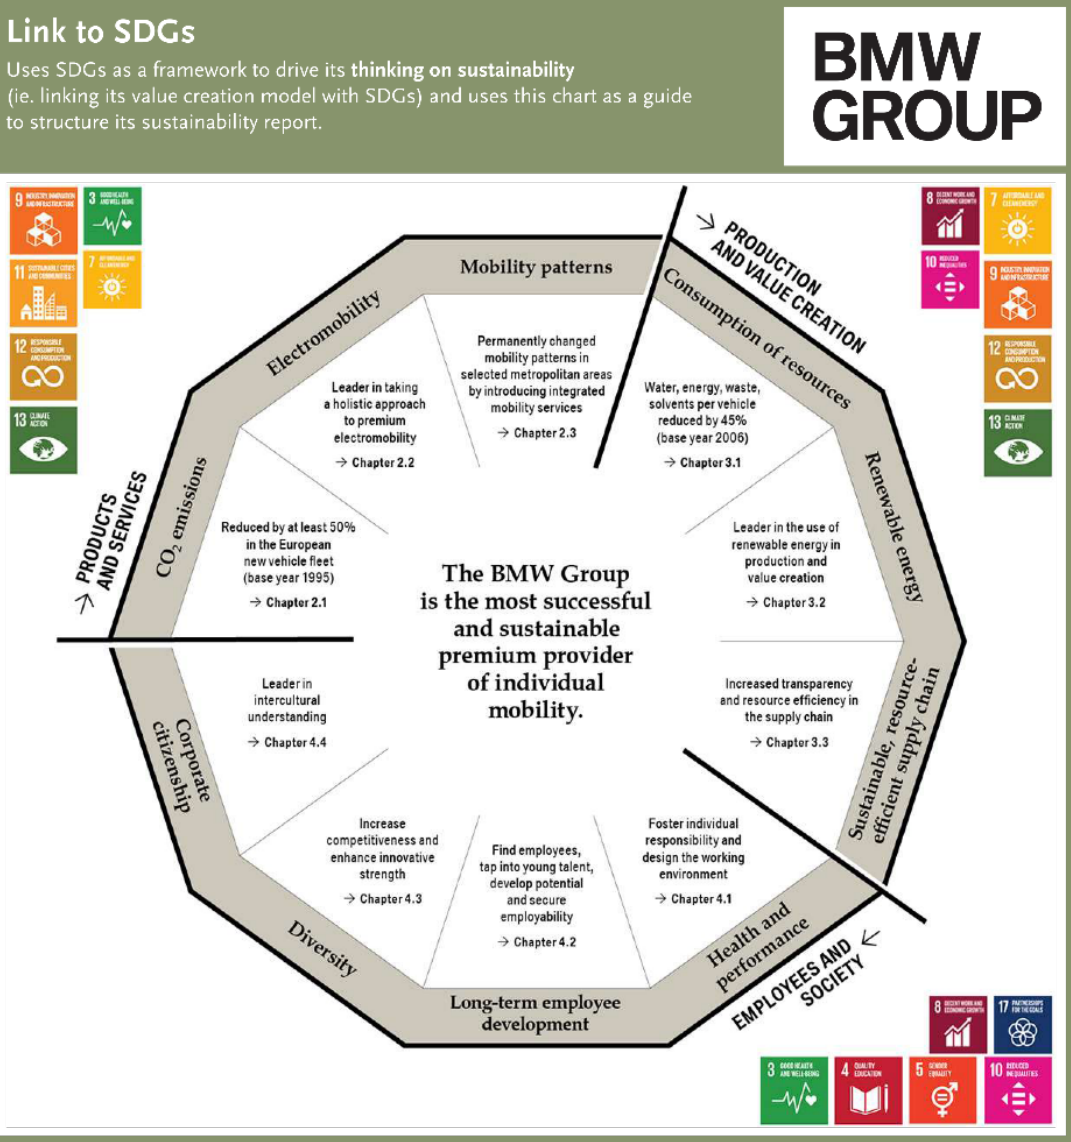 Link to SDGs
Uses SDGs as a framework to drive its thinking on sustainability
(ie. linking its value creation model with SDGs) and uses this chart as a guide
to structure its sustainability report.
BMW
GROUP
9 INDUSTRY, INNOVATION
AND INFRASTRUCTURE
3 GOOD HEALTH
AND WELL-BEING
11 SUSTAINABLE CITIES
AND COMMUNITIES
7 AFFORDABLE AND
CLEAN ENERGY
12 RESPONSIBLE
CONSUMPTION
AND PRODUCTION
13 CLIMATE
ACTION
8 DECENT WORK AND
ECONOMIC GROWTH
7 AFFORDABLE AND
CLEAN ENERGY
10 REDUCED
INEQUALITIES
9 INDUSTRY, INNOVATION
AND INFRASTRUCTURE
12 RESPONSIBLE
CONSUMPTION
AND PRODUCTION
13 CLIMATE
ACTION
→ PRODUCTS
AND SERVICES
CO₂ emissions
Reduced by at least 50%
in the European
new vehicle fleet
(base year 1995)
→ Chapter 2.1
Electromobility
Leader in taking
a holistic approach
to premium
electromobility
→ Chapter 2.2
Mobility patterns
Permanently changed
mobility patterns in
selected metropolitan areas
by introducing integrated
mobility services
→ Chapter 2.3
→ PRODUCTION
AND VALUE CREATION
Consumption of resources
Water, energy, waste,
solvents per vehicle
reduced by 45%
(base year 2006)
→ Chapter 3.1
Renewable energy
Leader in the use of
renewable energy in
production and
value creation
→ Chapter 3.2
Sustainable, resource-
efficient supply chain
Increased transparency
and resource efficiency in
the supply chain
→ Chapter 3.3
The BMW Group
is the most successful
and sustainable
premium provider
of individual
mobility.
→ EMPLOYEES AND
SOCIETY
Health and
performance
Foster individual
responsibility and
design the working
environment
→ Chapter 4.1
Long-term employee
development
Find employees,
tap into young talent,
develop potential
and secure
employability
→ Chapter 4.2
Diversity
Increase
competitiveness and
enhance innovative
strength
→ Chapter 4.3
Corporate
citizenship
Leader in
intercultural
understanding
→ Chapter 4.4
8 DECENT WORK AND
ECONOMIC GROWTH
17 PARTNERSHIPS
FOR THE GOALS
3 GOOD HEALTH
AND WELL-BEING
4 QUALITY
EDUCATION
5 GENDER
EQUALITY
10 REDUCED
INEQUALITIES